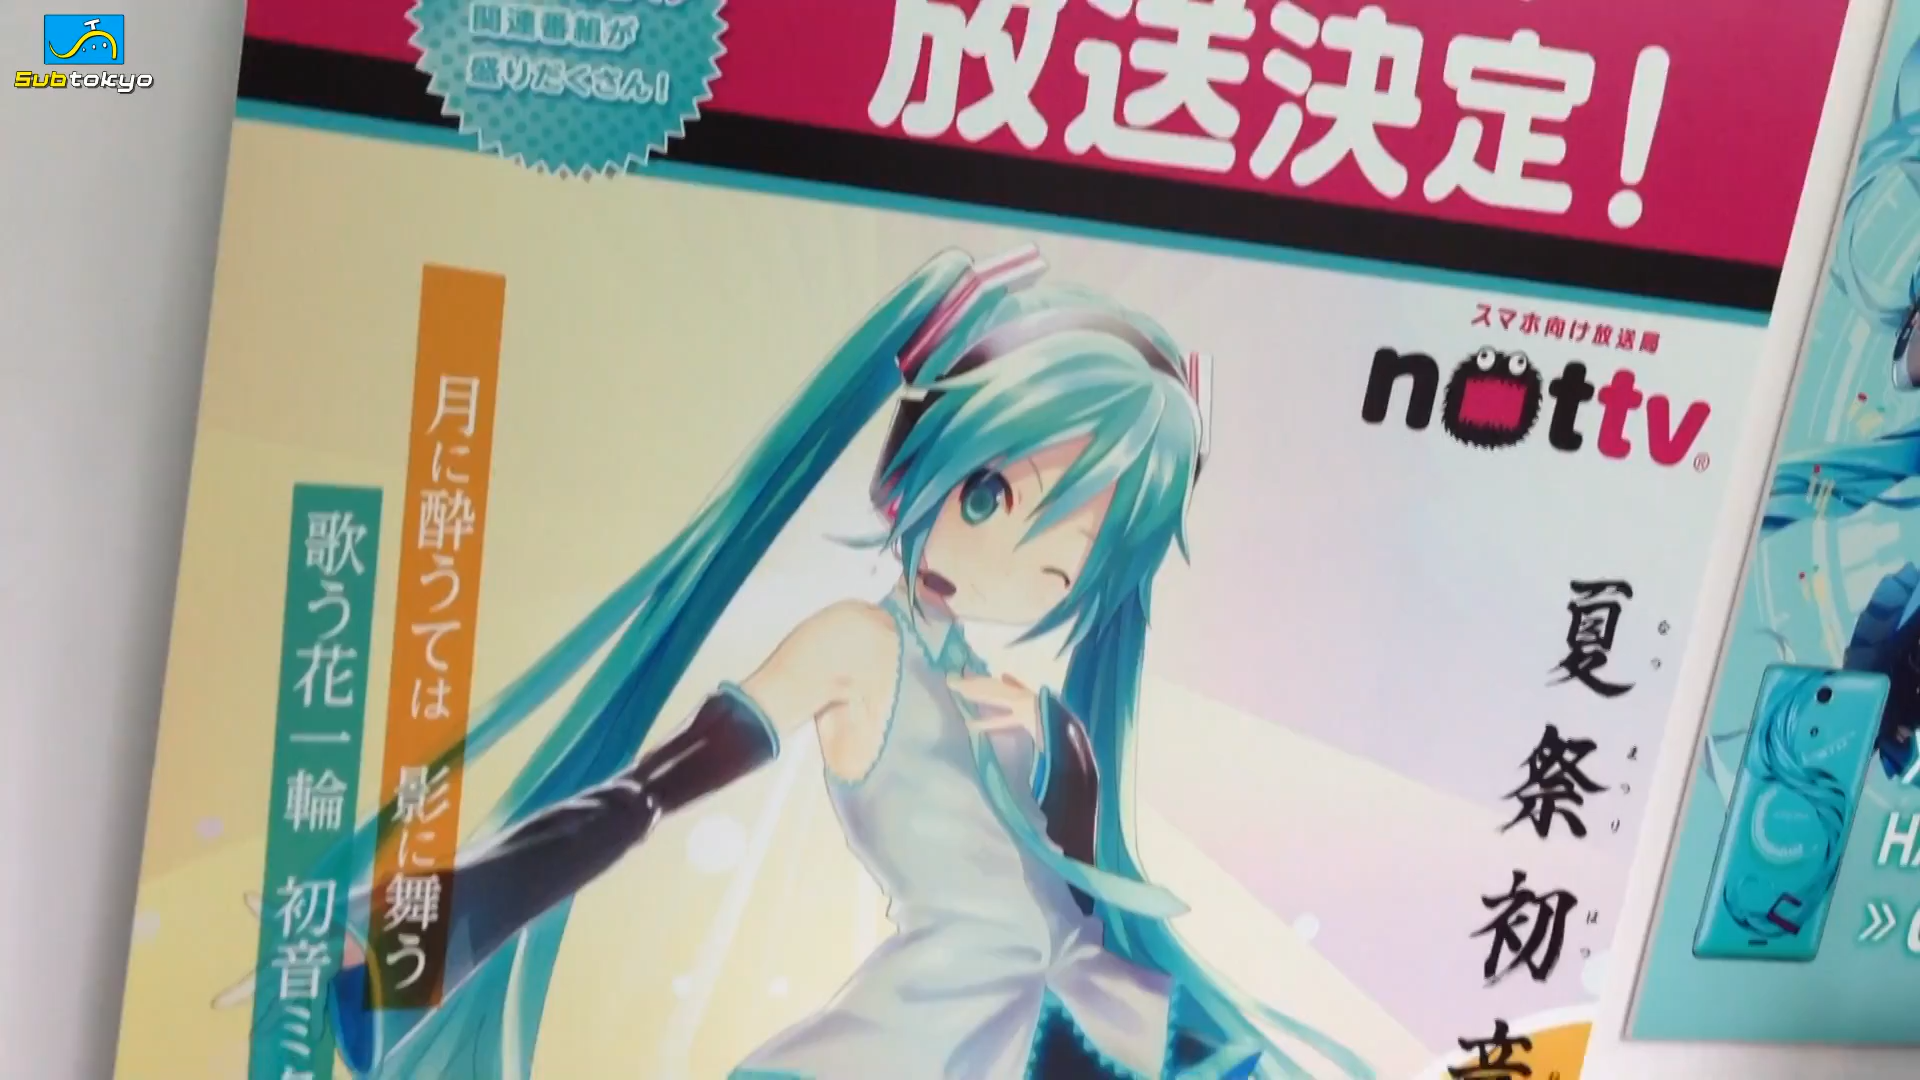 Subtokyo
関連番組が
盛りだくさん!
放送決定!
スマホ向け放送局
nottv®
月に酔うては 影に舞う
歌う花一輪 初音ミ
夏祭初音
なつ
まつり
はつ